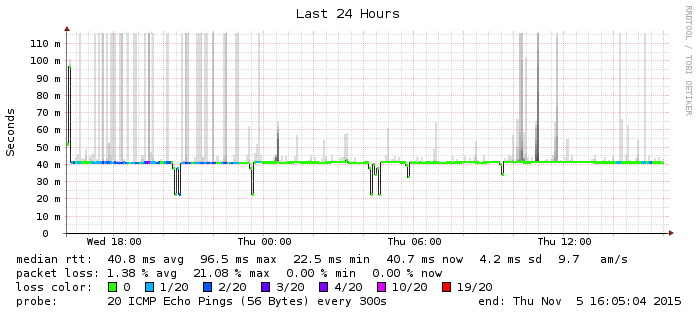 Last 24 Hours
RRDTOOL / TOBI OETIKER
Seconds
110 m
100 m
90 m
80 m
70 m
60 m
50 m
40 m
30 m
20 m
10 m
0
Wed 18:00 Thu 00:00 Thu 06:00 Thu 12:00
median rtt: 40.8 ms avg 96.5 ms max 22.5 ms min 40.7 ms now 4.2 ms sd 9.7 am/s
packet loss: 1.38 % avg 21.08 % max 0.00 % min 0.00 % now
loss color: 0 1/20 2/20 3/20 4/20 10/20 19/20
probe: 20 ICMP Echo Pings (56 Bytes) every 300s end: Thu Nov 5 16:05:04 2015